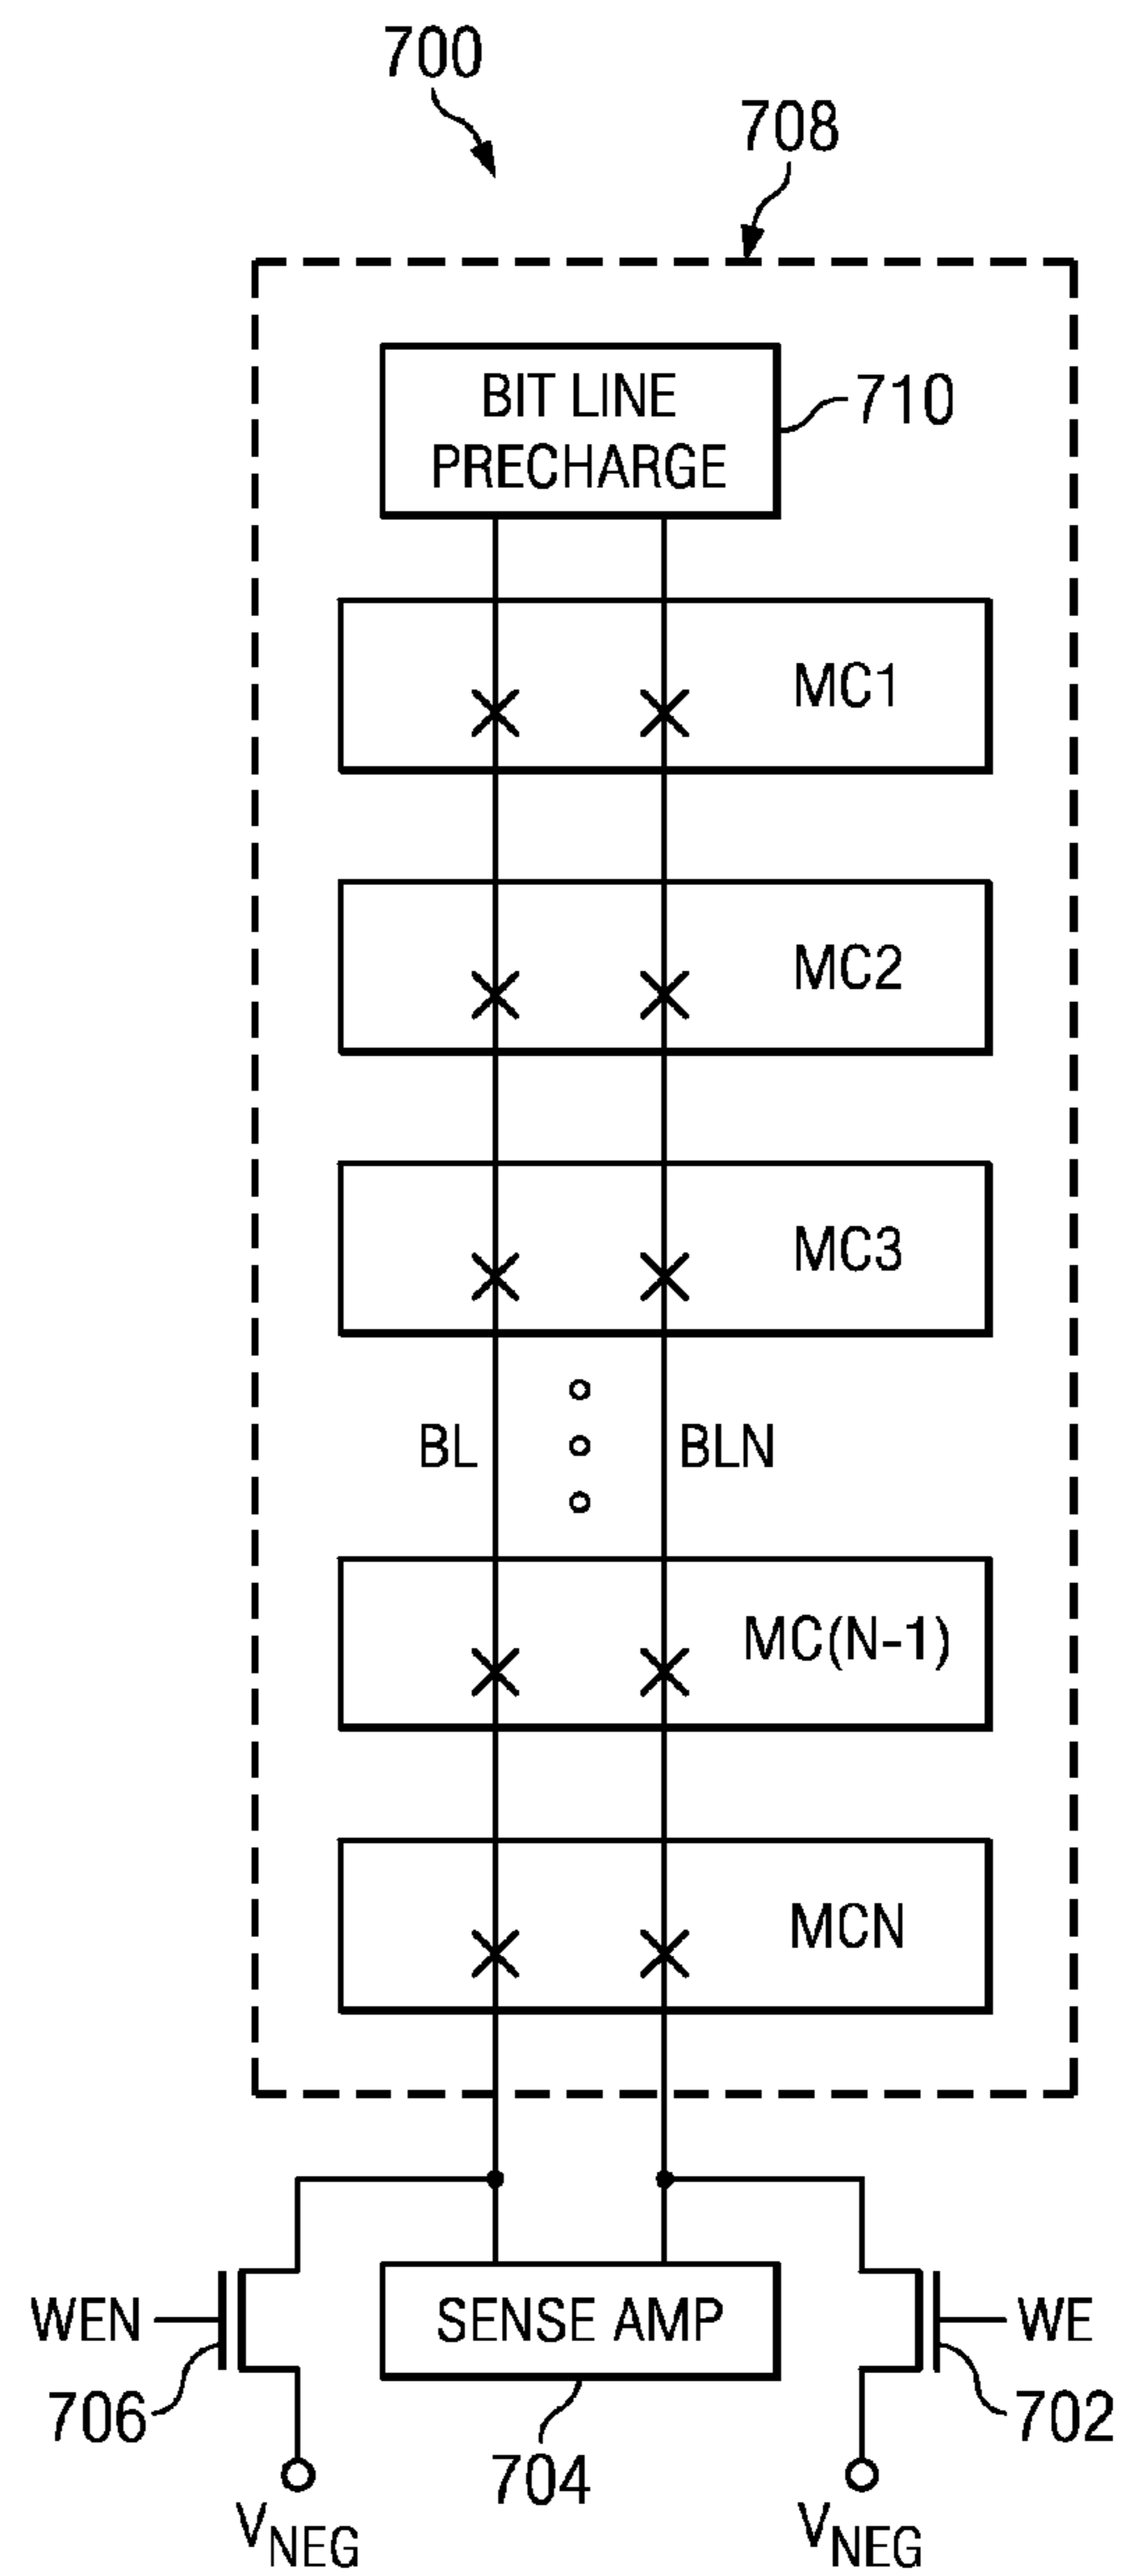 700
708
BIT LINE
PRECHARGE
710
MC1
MC2
MC3
BL
BLN
MC(N-1)
MCN
WEN
SENSE AMP
WE
706
704
702
VNEG
VNEG